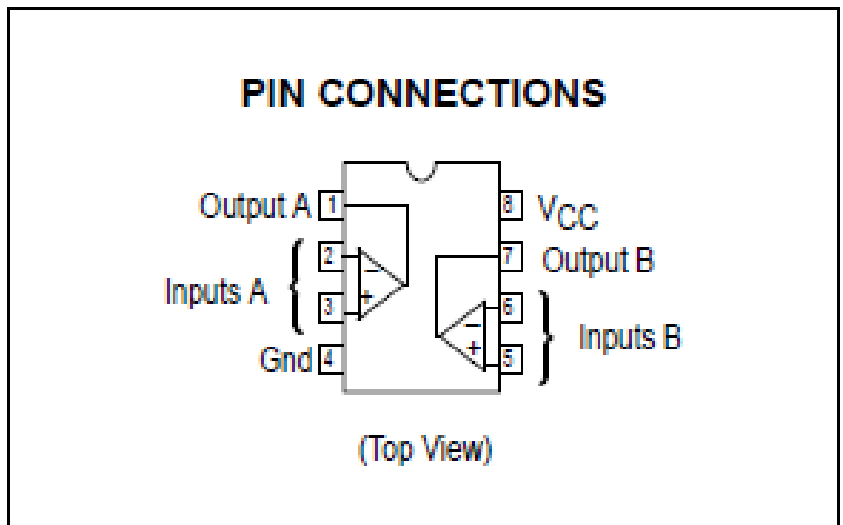 PIN CONNECTIONS
Output A 1
8 VCC
2 −
7 Output B
Inputs A
3 +
6 −
Inputs B
Gnd 4
+ 5
(Top View)